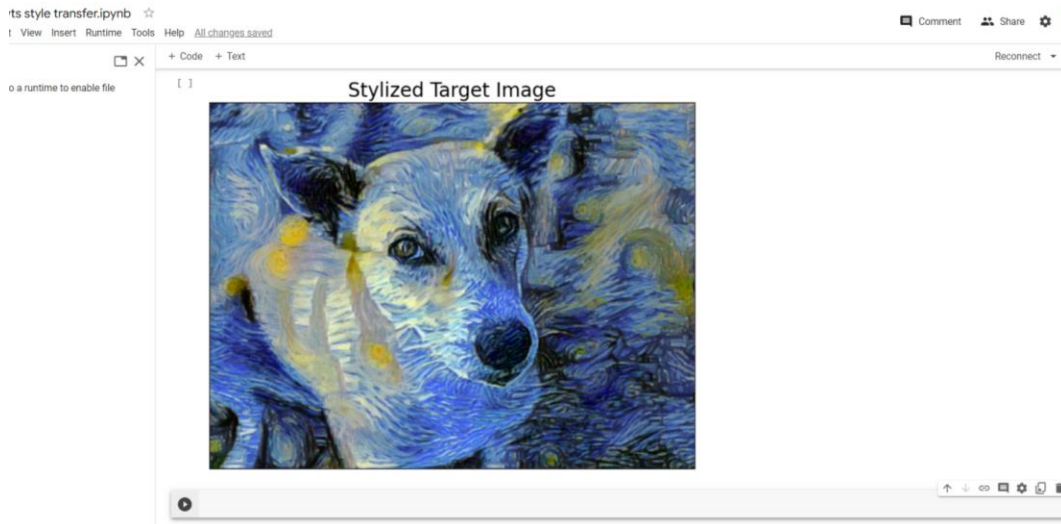 ts style transfer.ipynb
Comment Share
View Insert Runtime Tools Help All changes saved
+ Code + Text
Reconnect
o a runtime to enable file
[ ]
Stylized Target Image